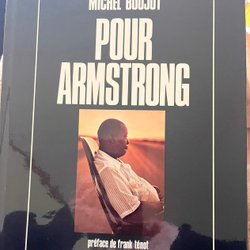 MICHEL BOUJUT
POUR
ARMSTRONG
préface de frank ténot